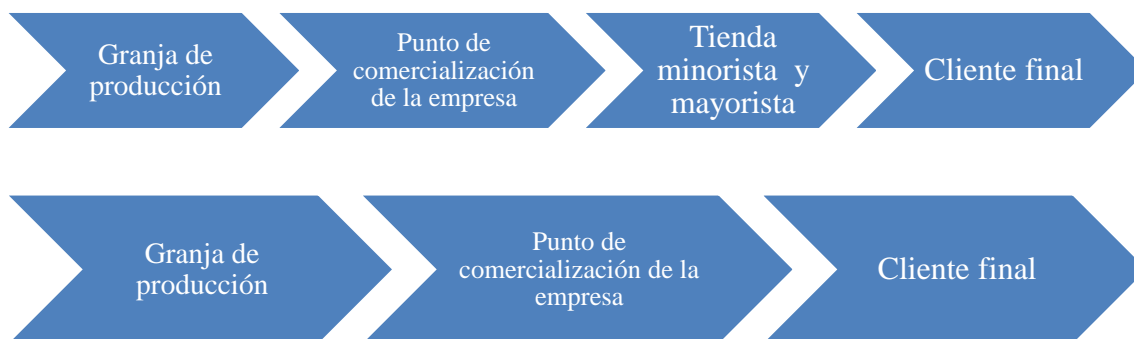 Granja de
producción
Punto de
comercialización
de la empresa
Tienda
minorista y
mayorista
Cliente final
Granja de
producción
Punto de
comercialización de la
empresa
Cliente final